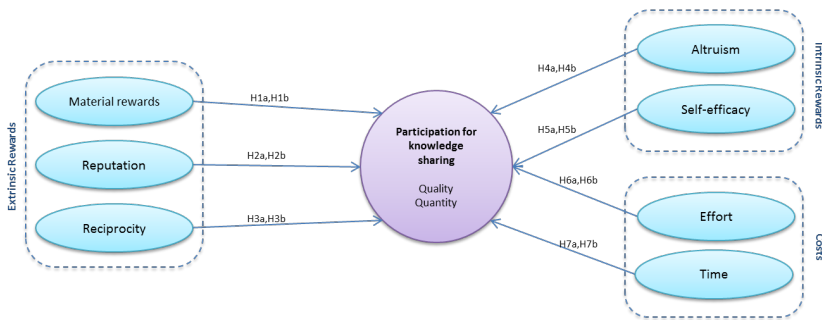 Extrinsic Rewards
Material rewards
Reputation
Reciprocity
H1a,H1b
H2a,H2b
H3a,H3b
Participation for
knowledge
sharing
Quality
Quantity
H4a,H4b
H5a,H5b
H6a,H6b
H7a,H7b
Altruism
Self-efficacy
Intrinsic Rewards
Effort
Time
Costs